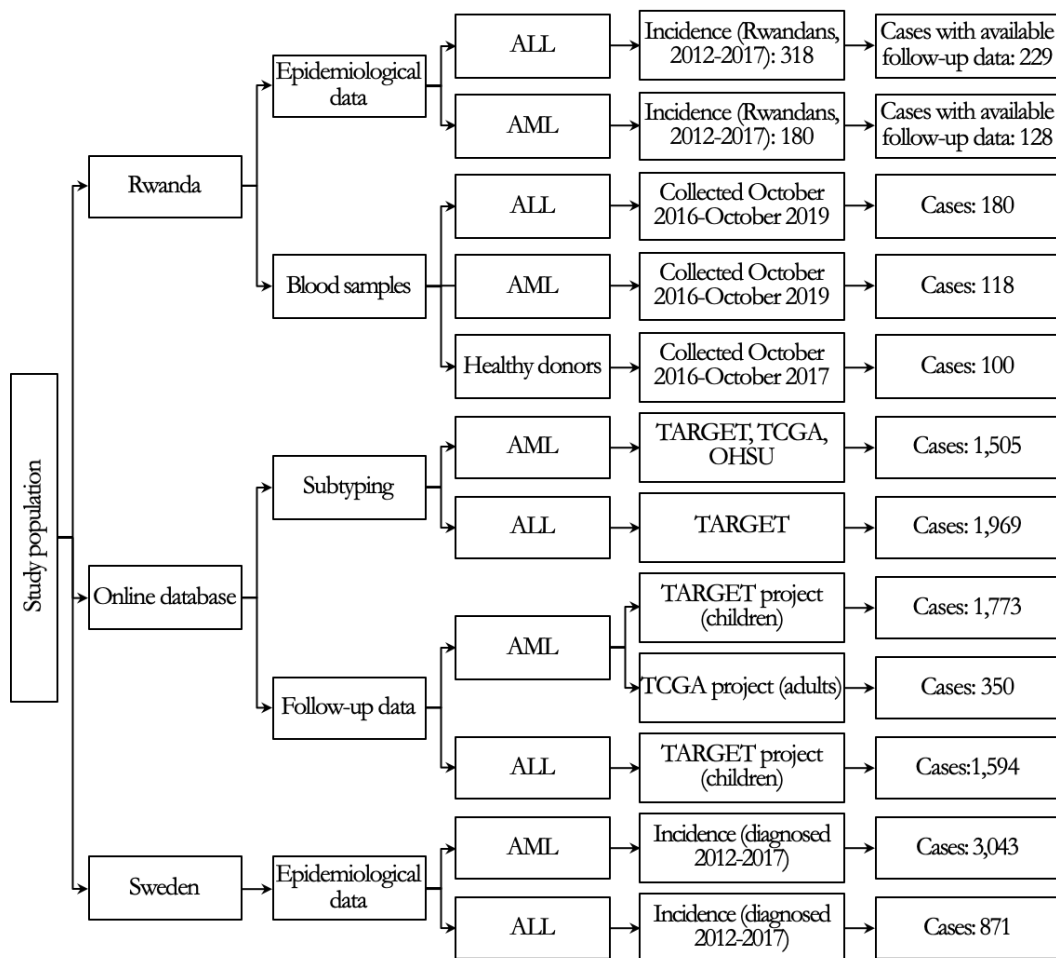 Study population
Rwanda
Epidemiological
data
ALL
Incidence (Rwandans,
2012-2017): 318
Cases with available
follow-up data: 229
AML
Incidence (Rwandans,
2012-2017): 180
Cases with available
follow-up data: 128
Blood samples
ALL
Collected October
2016-October 2019
Cases: 180
AML
Collected October
2016-October 2019
Cases: 118
Healthy donors
Collected October
2016-October 2017
Cases: 100
Online database
Subtyping
AML
TARGET, TCGA,
OHSU
Cases: 1,505
ALL
TARGET
Cases: 1,969
Follow-up data
AML
TARGET project
(children)
Cases: 1,773
TCGA project (adults)
Cases: 350
ALL
TARGET project
(children)
Cases:1,594
Sweden
Epidemiological
data
AML
Incidence (diagnosed
2012-2017)
Cases: 3,043
ALL
Incidence (diagnosed
2012-2017)
Cases: 871